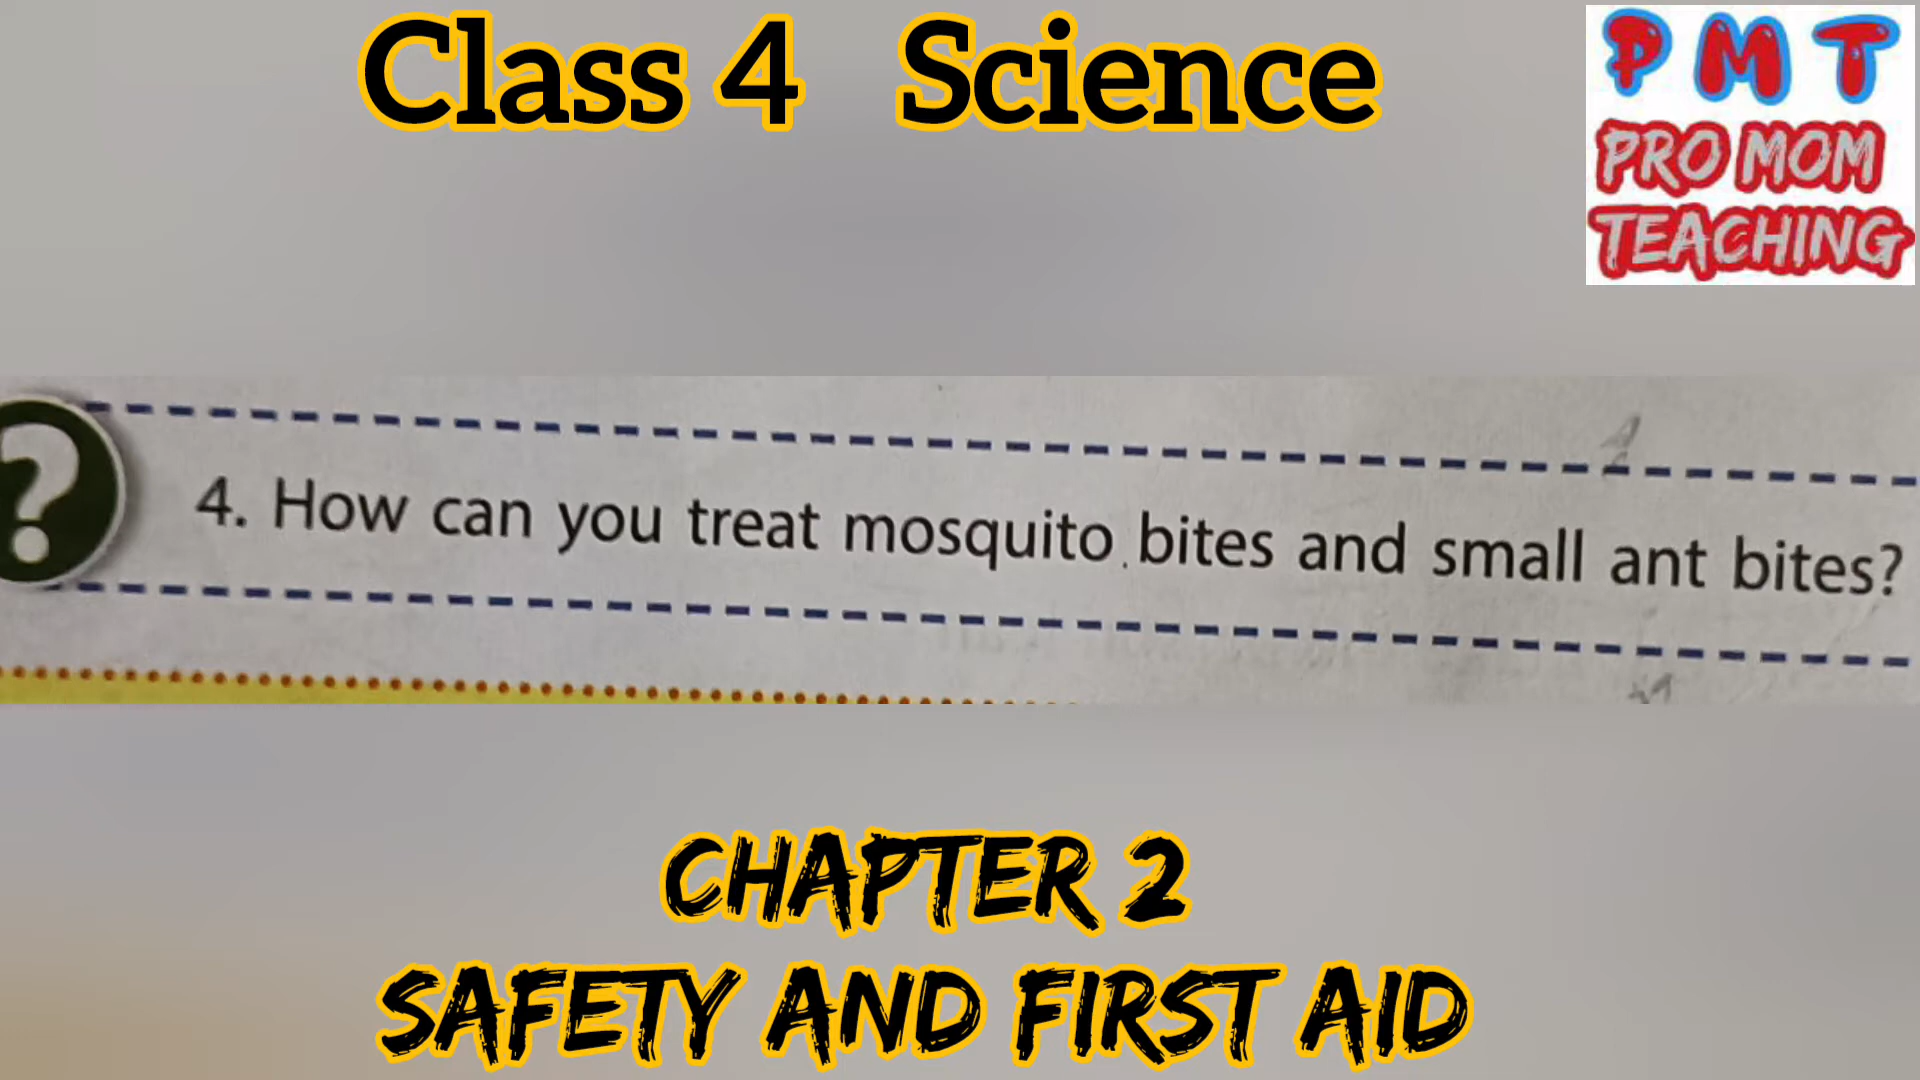 Class 4 Science
PMT
PRO MOM
TEACHING
?
4. How can you treat mosquito bites and small ant bites?
CHAPTER 2
SAFETY AND FIRST AID